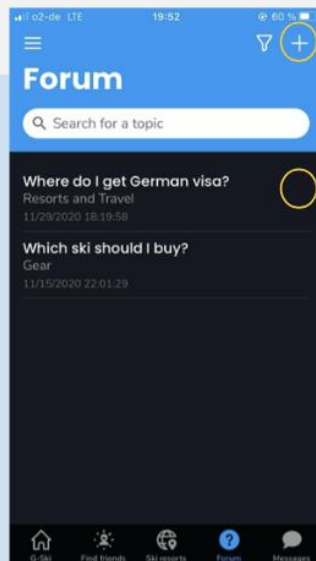 o2-de LTE 19:52 60 %
Forum
Search for a topic
Where do I get German visa?
Resorts and Travel
11/29/2020 18:19:58
Which ski should I buy?
Gear
11/15/2020 22:01:29
G-Ski Find friends Ski resorts Forum Messages